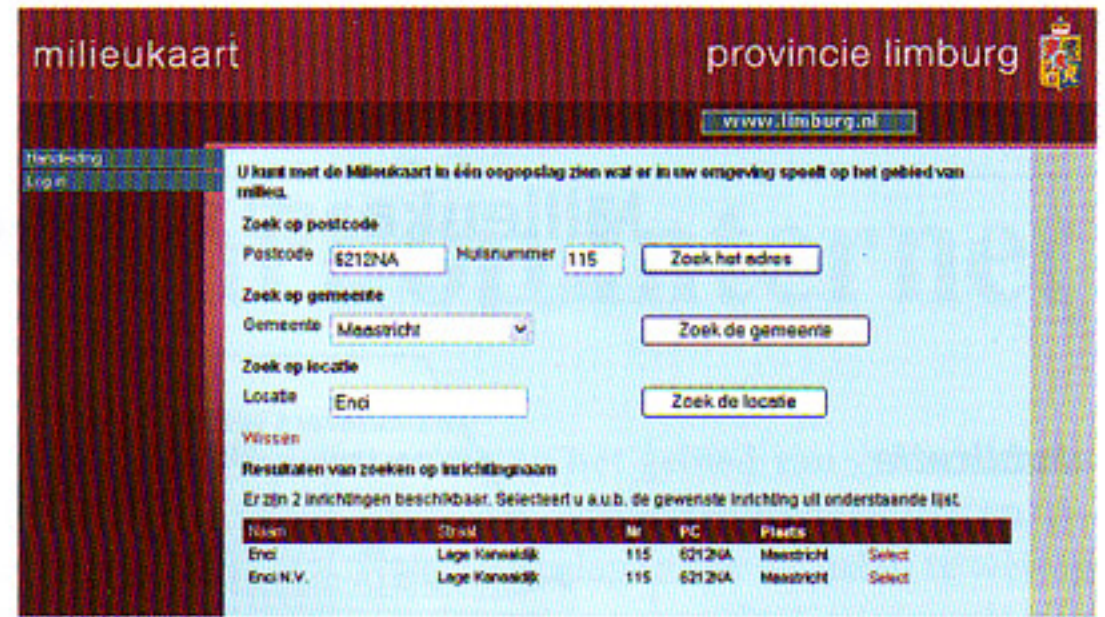 milieukaart provincie limburg
www.limburg.nl
Handleiding
Log in
U kunt met de Milieukaart in één oogopslag zien wat er in uw omgeving speelt op het gebied van
milieu.
Zoek op postcode
Postcode 6212NA Huisnummer 115 Zoek het adres
Zoek op gemeente
Gemeente Maastricht Zoek de gemeente
Zoek op locatie
Locatie Enci Zoek de locatie
Wissen
Resultaten van zoeken op inrichtingnaam
Er zijn 2 inrichtingen beschikbaar. Selecteert u a.u.b. de gewenste inrichting uit onderstaande lijst.
Naam Straat Nr PC Plaats
Enci Lage Kanaaldijk 115 6212NA Maastricht Select
Enci N.V. Lage Kanaaldijk 115 6212NA Maastricht Select